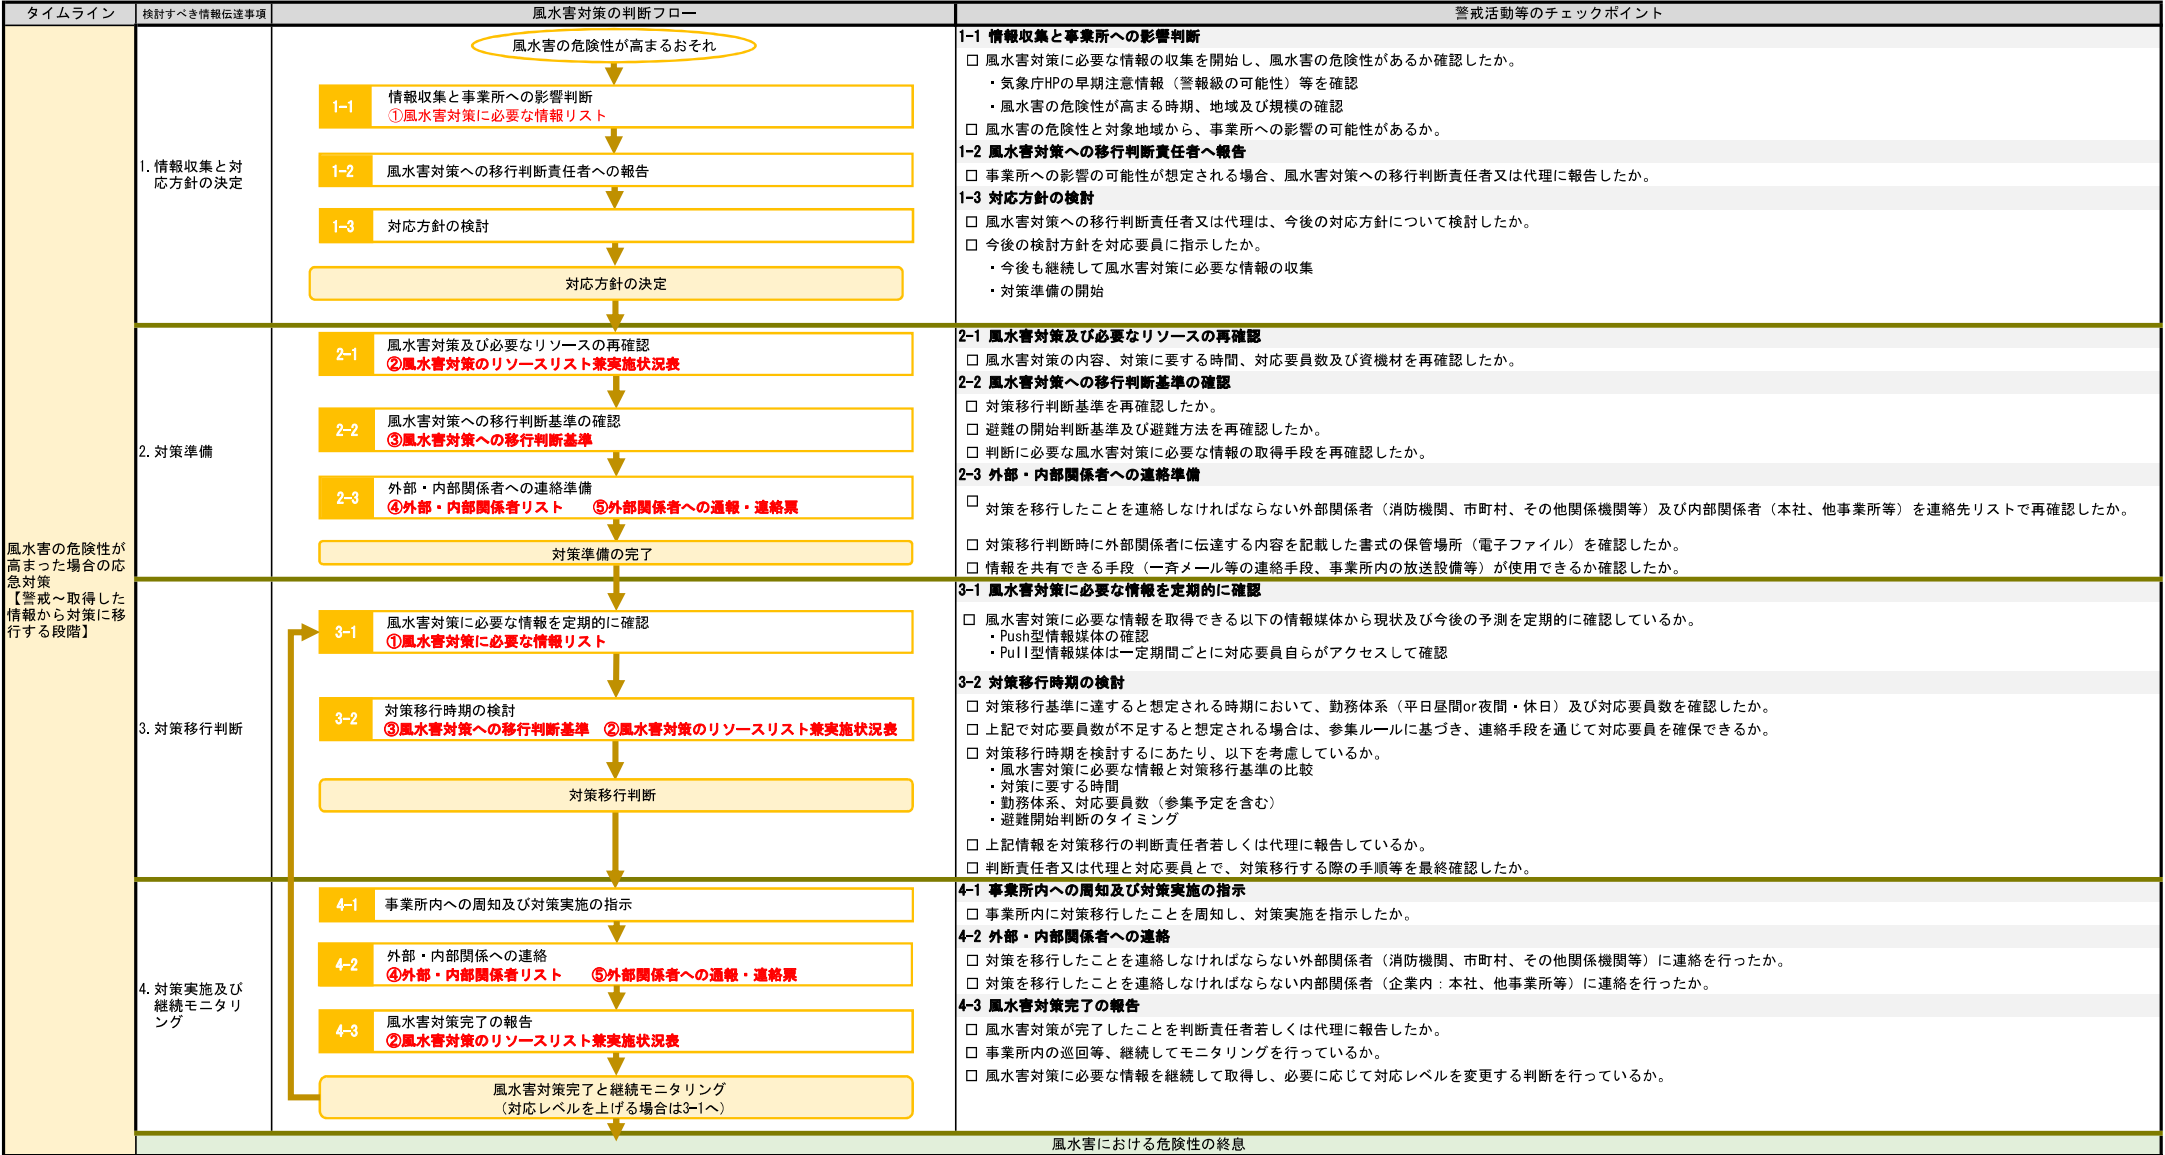 タイムライン
検討すべき情報伝達事項
風水害対策の判断フロー
警戒活動等のチェックポイント
風水害の危険性が
高まった場合の応
急対策
【警戒～取得した
情報から対策に移
行する段階】
1. 情報収集と対
応方針の決定
風水害の危険性が高まるおそれ
1-1
情報収集と事業所への影響判断
①風水害対策に必要な情報リスト
1-2
風水害対策への移行判断責任者への報告
1-3
対応方針の検討
対応方針の決定
1-1 情報収集と事業所への影響判断
□ 風水害対策に必要な情報の収集を開始し、風水害の危険性があるか確認したか。
・気象庁HPの早期注意情報（警報級の可能性）等を確認
・風水害の危険性が高まる時期、地域及び規模の確認
□ 風水害の危険性と対象地域から、事業所への影響の可能性があるか。
1-2 風水害対策への移行判断責任者へ報告
□ 事業所への影響の可能性が想定される場合、風水害対策への移行判断責任者又は代理に報告したか。
1-3 対応方針の検討
□ 風水害対策への移行判断責任者又は代理は、今後の対応方針について検討したか。
□ 今後の検討方針を対応要員に指示したか。
・今後も継続して風水害対策に必要な情報の収集
・対策準備の開始
2. 対策準備
2-1
風水害対策及び必要なリソースの再確認
②風水害対策のリソースリスト兼実施状況表
2-2
風水害対策への移行判断基準の確認
③風水害対策への移行判断基準
2-3
外部・内部関係者への連絡準備
④外部・内部関係者リスト　⑤外部関係者への通報・連絡票
対策準備の完了
2-1 風水害対策及び必要なリソースの再確認
□ 風水害対策の内容、対策に要する時間、対応要員数及び資機材を再確認したか。
2-2 風水害対策への移行判断基準の確認
□ 対策移行判断基準を再確認したか。
□ 避難の開始判断基準及び避難方法を再確認したか。
□ 判断に必要な風水害対策に必要な情報の取得手段を再確認したか。
2-3 外部・内部関係者への連絡準備
□ 対策を移行したことを連絡しなければならない外部関係者（消防機関、市町村、その他関係機関等）及び内部関係者（本社、他事業所等）を連絡先リストで再確認したか。
□ 対策移行判断時に外部関係者に伝達する内容を記載した書式の保管場所（電子ファイル）を確認したか。
□ 情報を共有できる手段（一斉メール等の連絡手段、事業所内の放送設備等）が使用できるか確認したか。
3. 対策移行判断
3-1
風水害対策に必要な情報を定期的に確認
①風水害対策に必要な情報リスト
3-2
対策移行時期の検討
③風水害対策への移行判断基準　②風水害対策のリソースリスト兼実施状況表
対策移行判断
3-1 風水害対策に必要な情報を定期的に確認
□ 風水害対策に必要な情報を取得できる以下の情報媒体から現状及び今後の予測を定期的に確認しているか。
・Push型情報媒体の確認
・Pull型情報媒体は一定期間ごとに対応要員自らがアクセスして確認
3-2 対策移行時期の検討
□ 対策移行基準に達すると想定される時期において、勤務体系（平日昼間or夜間・休日）及び対応要員数を確認したか。
□ 上記で対応要員数が不足すると想定される場合は、参集ルールに基づき、連絡手段を通じて対応要員を確保できるか。
□ 対策移行時期を検討するにあたり、以下を考慮しているか。
・風水害対策に必要な情報と対策移行基準の比較
・対策に要する時間
・勤務体系、対応要員数（参集予定を含む）
・避難開始判断のタイミング
□ 上記情報を対策移行の判断責任者若しくは代理に報告しているか。
□ 判断責任者又は代理と対応要員とで、対策移行する際の手順等を最終確認したか。
4. 対策実施及び
継続モニタリ
ング
4-1
事業所内への周知及び対策実施の指示
4-2
外部・内部関係への連絡
④外部・内部関係者リスト　⑤外部関係者への通報・連絡票
4-3
風水害対策完了の報告
②風水害対策のリソースリスト兼実施状況表
風水害対策完了と継続モニタリング
（対応レベルを上げる場合は3-1へ）
4-1 事業所内への周知及び対策実施の指示
□ 事業所内に対策移行したことを周知し、対策実施を指示したか。
4-2 外部・内部関係者への連絡
□ 対策を移行したことを連絡しなければならない外部関係者（消防機関、市町村、その他関係機関等）に連絡を行ったか。
□ 対策を移行したことを連絡しなければならない内部関係者（企業内：本社、他事業所等）に連絡を行ったか。
4-3 風水害対策完了の報告
□ 風水害対策が完了したことを判断責任者若しくは代理に報告したか。
□ 事業所内の巡回等、継続してモニタリングを行っているか。
□ 風水害対策に必要な情報を継続して取得し、必要に応じて対応レベルを変更する判断を行っているか。
風水害における危険性の終息